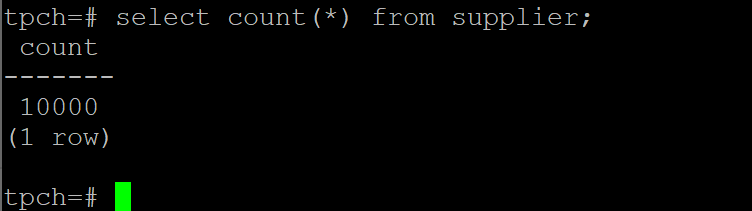 tpch=# select count(*) from supplier;
 count
-------
 10000
(1 row)

tpch=#